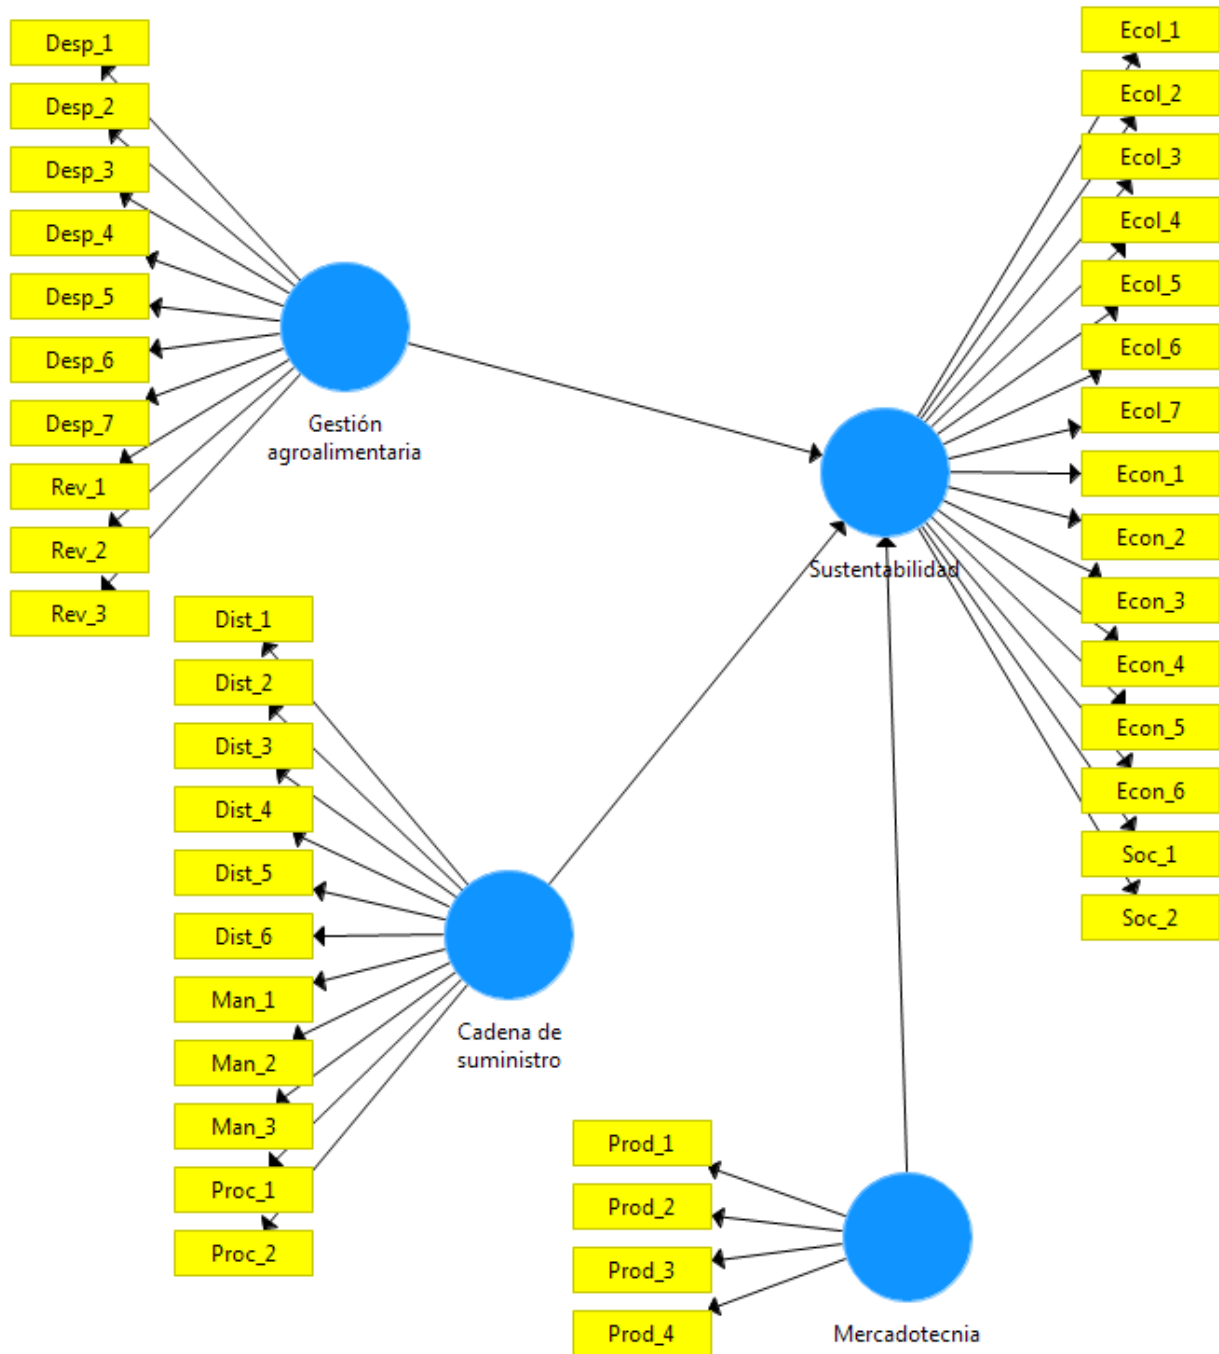 Desp_1
Desp_2
Desp_3
Desp_4
Desp_5
Desp_6
Desp_7
Rev_1
Rev_2
Rev_3
Gestión
agroalimentaria
Ecol_1
Ecol_2
Ecol_3
Ecol_4
Ecol_5
Ecol_6
Ecol_7
Econ_1
Econ_2
Econ_3
Econ_4
Econ_5
Econ_6
Soc_1
Soc_2
Sustentabilidad
Dist_1
Dist_2
Dist_3
Dist_4
Dist_5
Dist_6
Man_1
Man_2
Man_3
Proc_1
Proc_2
Cadena de
suministro
Prod_1
Prod_2
Prod_3
Prod_4
Mercadotecnia